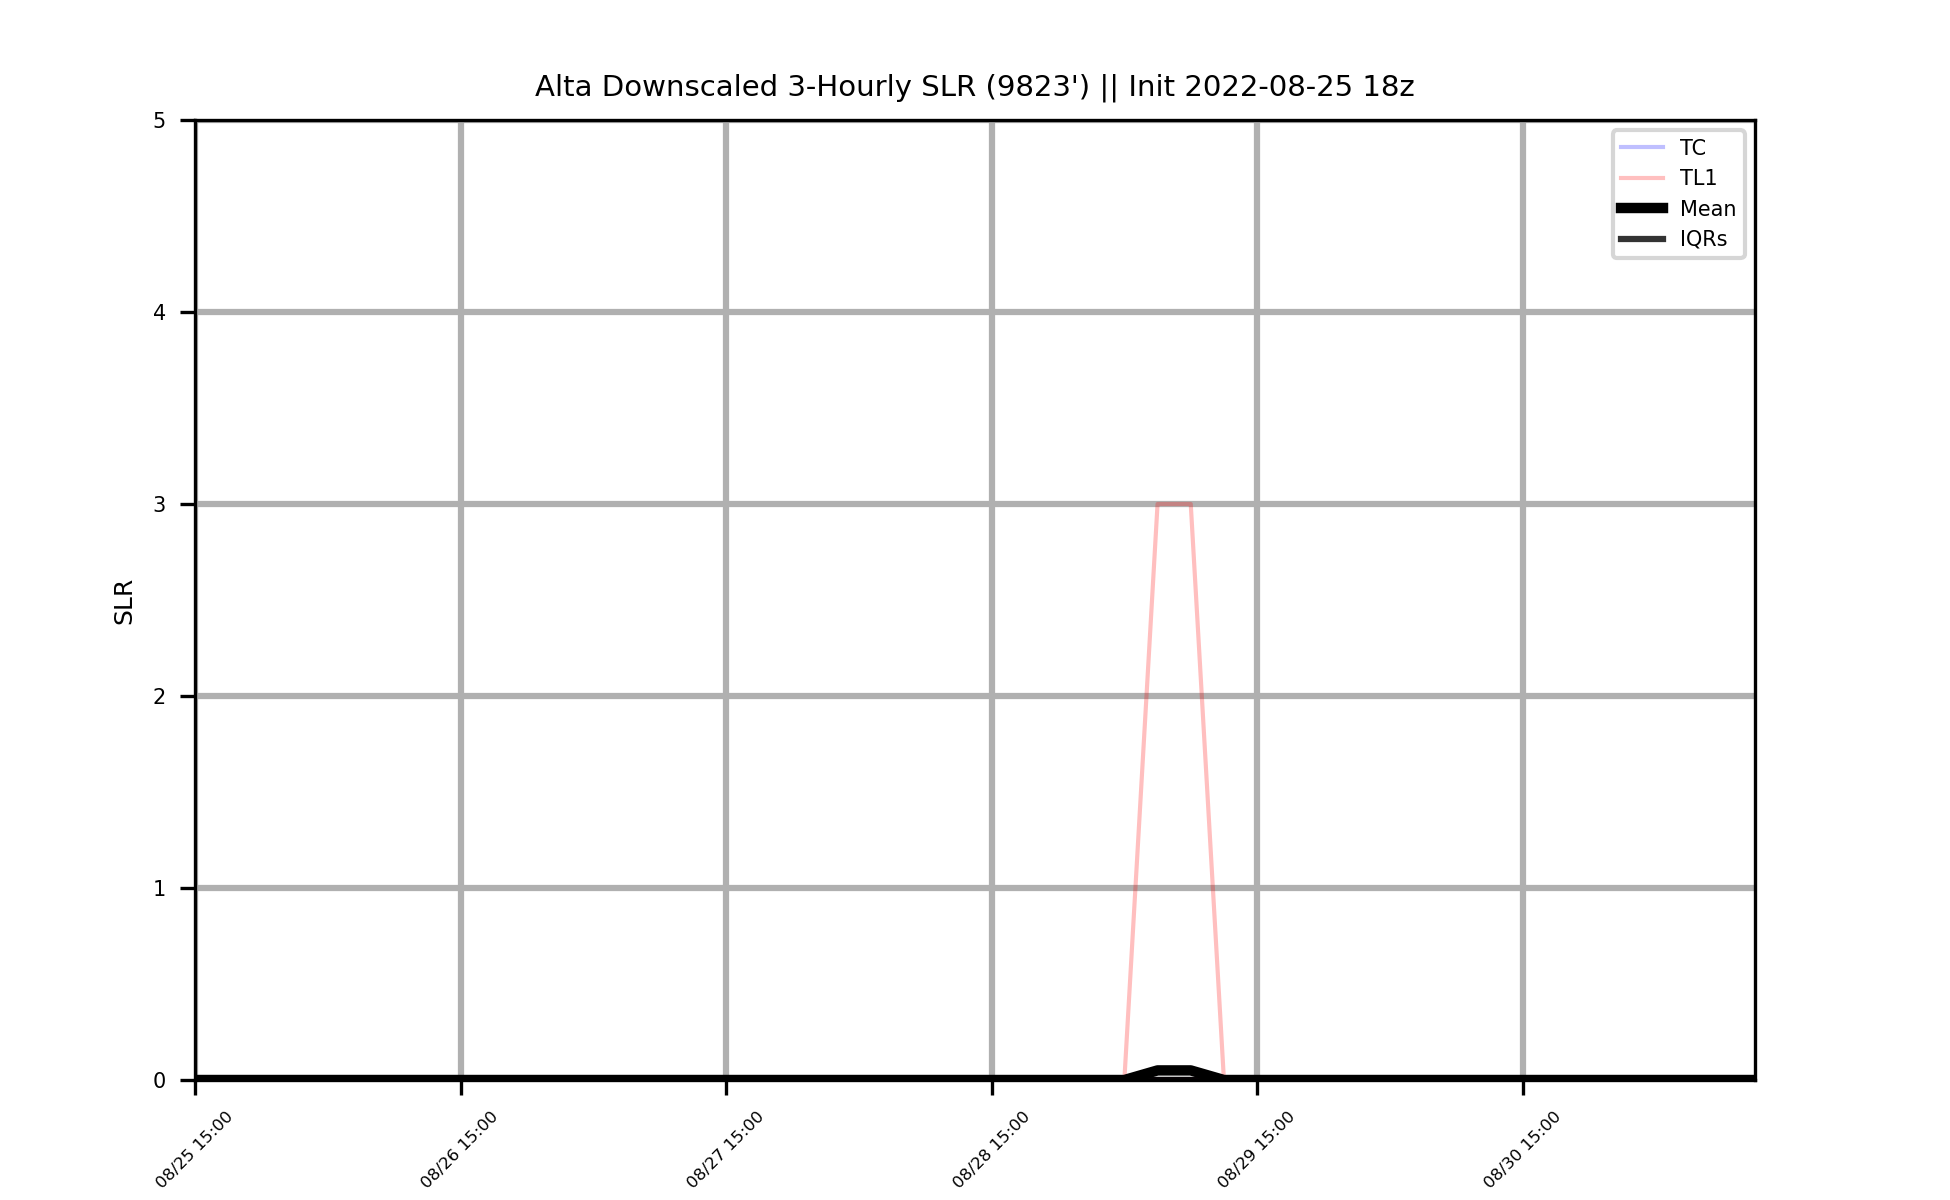 Alta Downscaled 3-Hourly SLR (9823') || Init 2022-08-25 18z
TC
TL1
Mean
IQRs
SLR
5
4
3
2
1
0
08/25 15:00
08/26 15:00
08/27 15:00
08/28 15:00
08/29 15:00
08/30 15:00